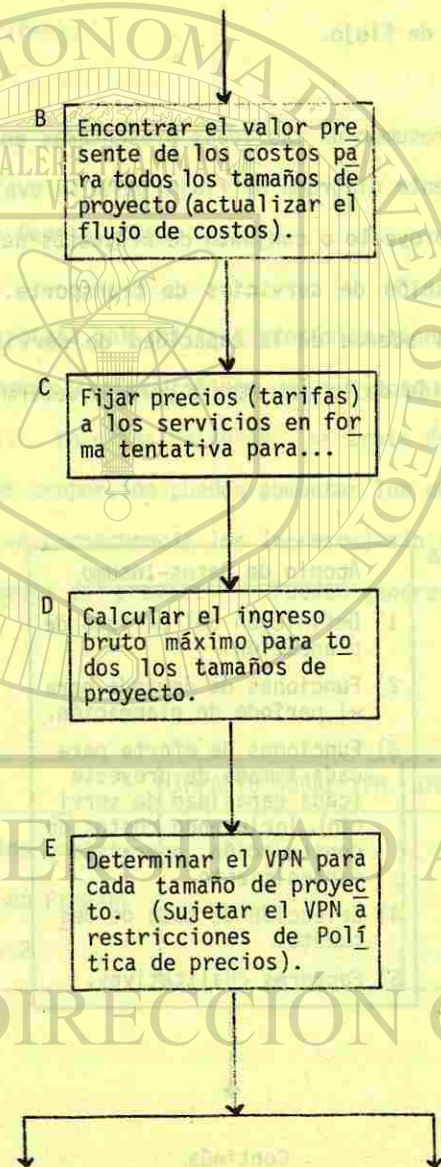 B
Encontrar el valor pre
sente de los costos pa
ra todos los tamaños de
proyecto (actualizar el
flujo de costos).
C
Fijar precios (tarifas)
a los servicios en for
ma tentativa para...
D
Calcular el ingreso
bruto máximo para to
dos los tamaños de
proyecto.
E
Determinar el VPN para
cada tamaño de proyec
to. (Sujetar el VPN a
restricciones de Polí
tica de precios).